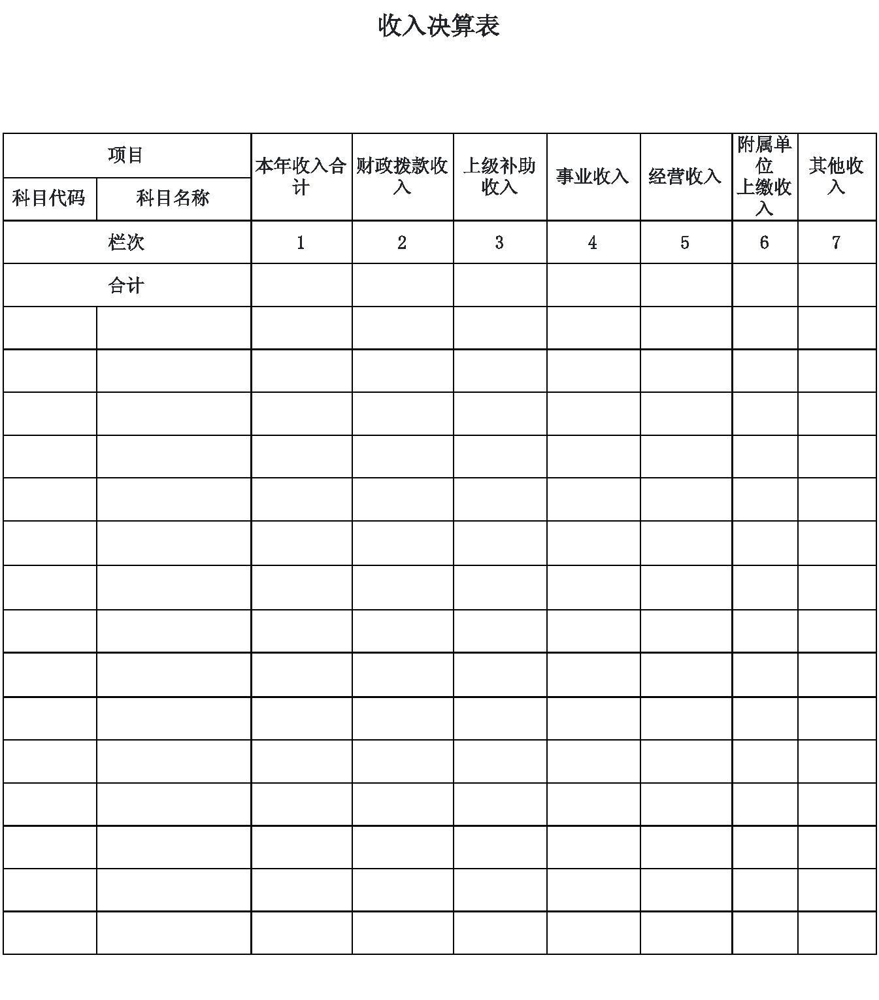 收入决算表
项目
本年收入合
计
财政拨款收
入
上级补助
收入
事业收入
经营收入
附属单
位
上缴收
入
其他收
入
科目代码
科目名称
栏次
1
2
3
4
5
6
7
合计